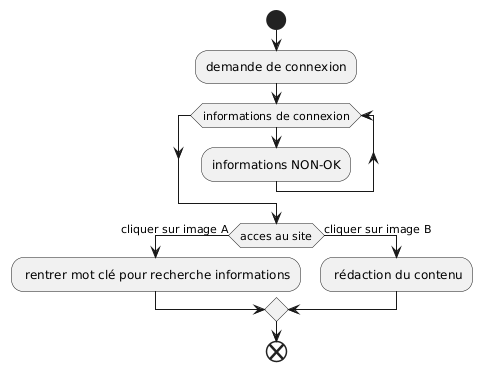 demande de connexion
informations de connexion
informations NON-OK
cliquer sur image A
acces au site
cliquer sur image B
rentrer mot clé pour recherche informations
rédaction du contenu